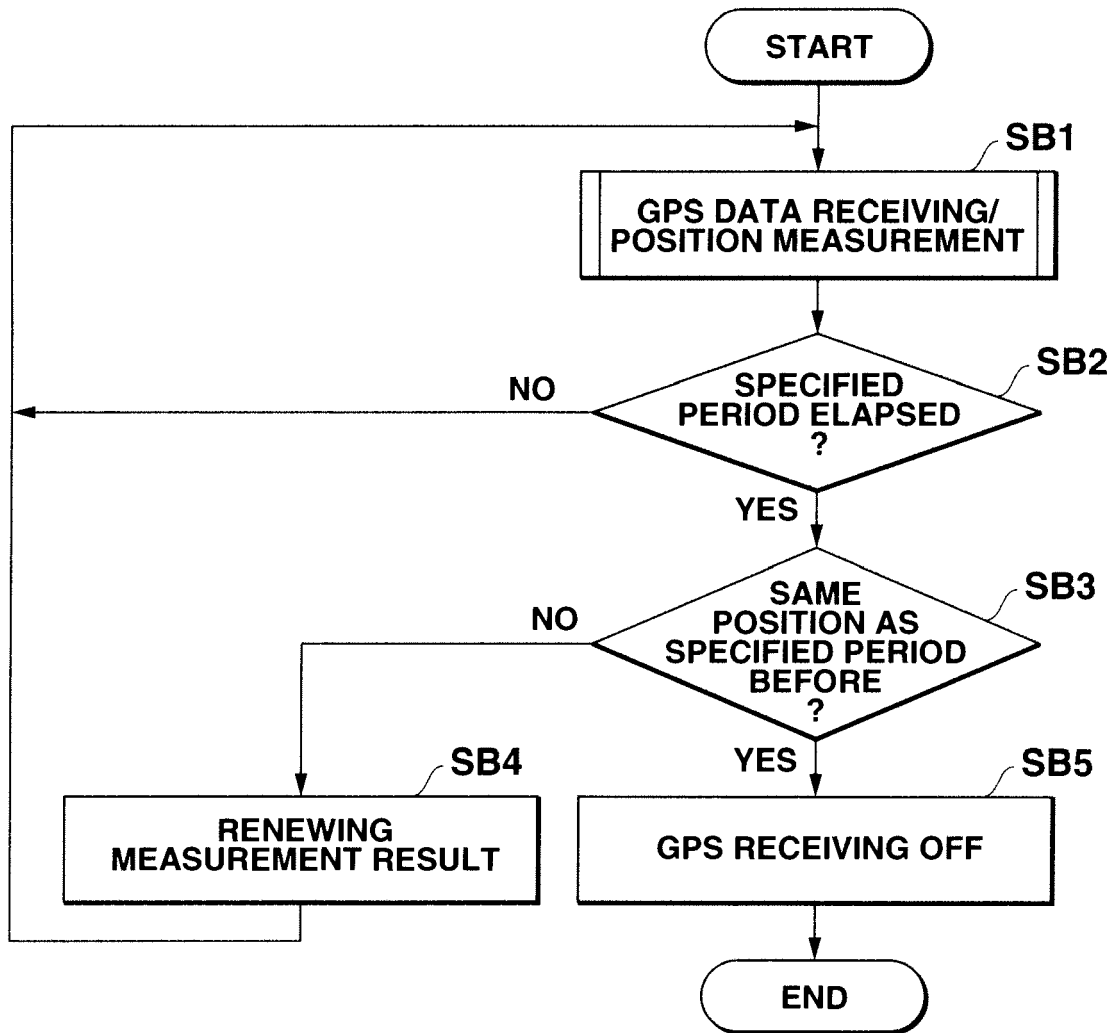 START
SB1
GPS DATA RECEIVING/
POSITION MEASUREMENT
SB2
SPECIFIED
PERIOD ELAPSED
?
NO
YES
SB3
SAME
POSITION AS
SPECIFIED PERIOD
BEFORE
?
NO
YES
SB4
RENEWING
MEASUREMENT RESULT
SB5
GPS RECEIVING OFF
END